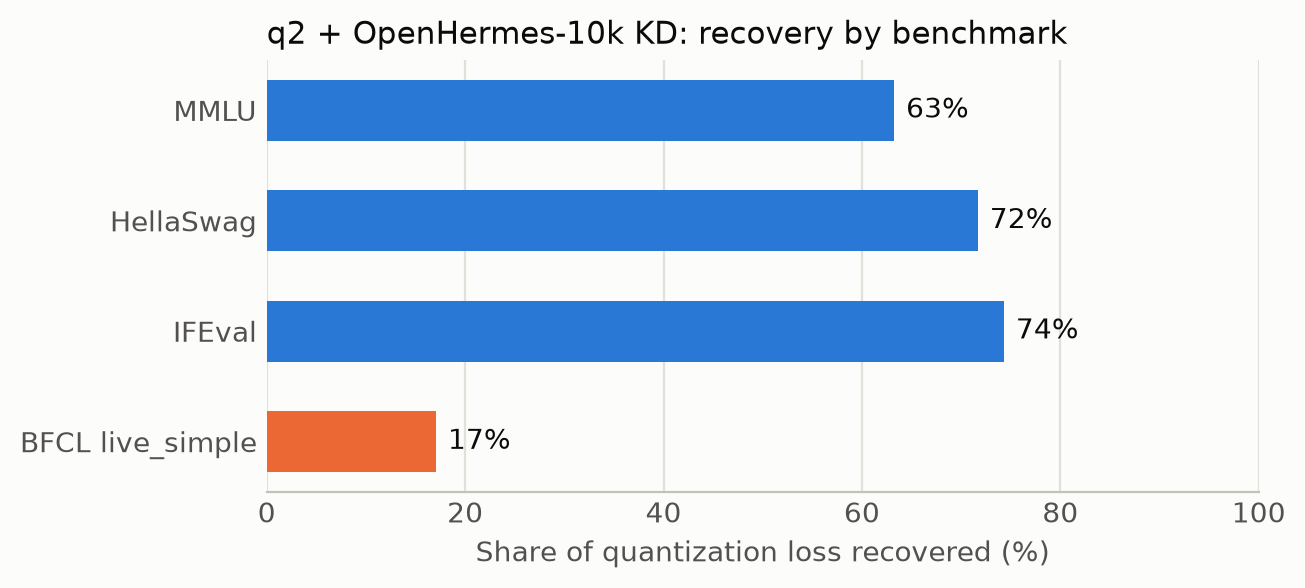 q2 + OpenHermes-10k KD: recovery by benchmark
MMLU
63%
HellaSwag
72%
IFEval
74%
BFCL live_simple
17%
0 20 40 60 80 100
Share of quantization loss recovered (%)